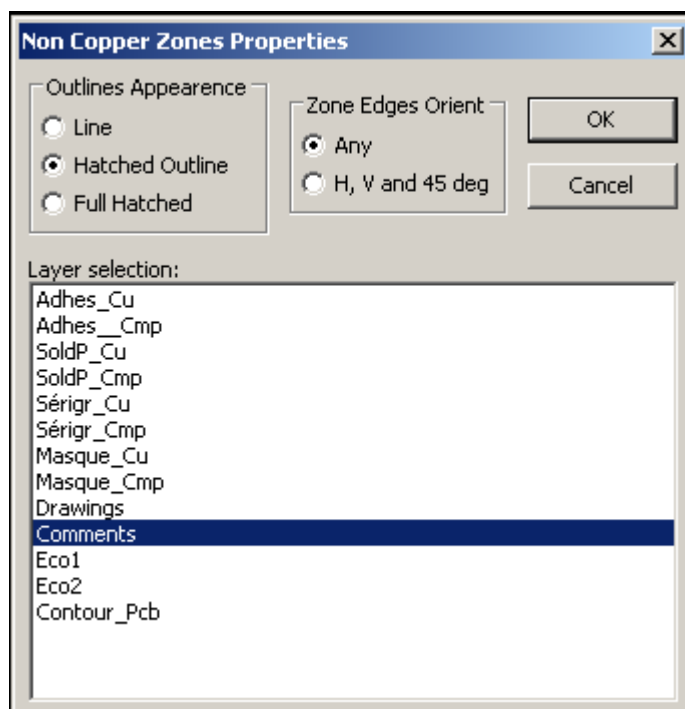 Non Copper Zones Properties
Outlines Appearence
Line
Hatched Outline
Full Hatched
Zone Edges Orient
Any
H, V and 45 deg
OK
Cancel
Layer selection:
Adhes_Cu
Adhes__Cmp
SoldP_Cu
SoldP_Cmp
Sérigr_Cu
Sérigr_Cmp
Masque_Cu
Masque_Cmp
Drawings
Comments
Eco1
Eco2
Contour_Pcb